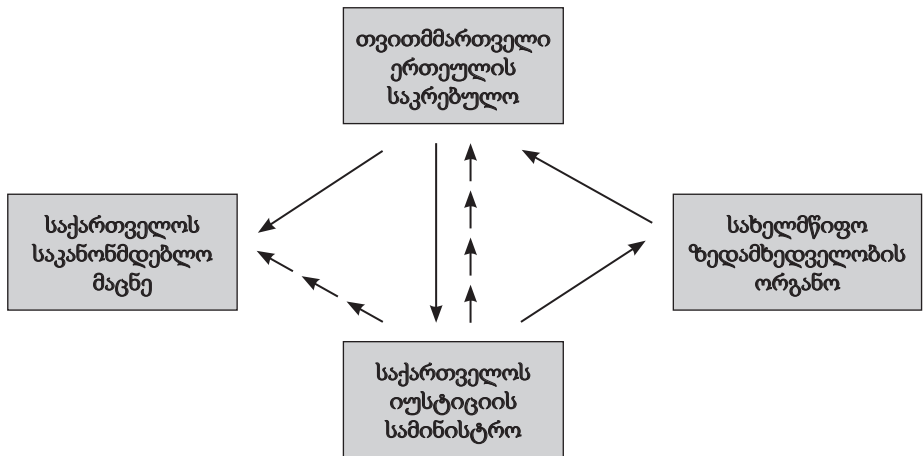 თვითმმართველი
ერთეულის
საკრებულო
საქართველოს
საკანონმდებლო
მაცნე
სახელმწიფო
ზედამხედველობის
ორგანო
საქართველოს
იუსტიციის
სამინისტრო